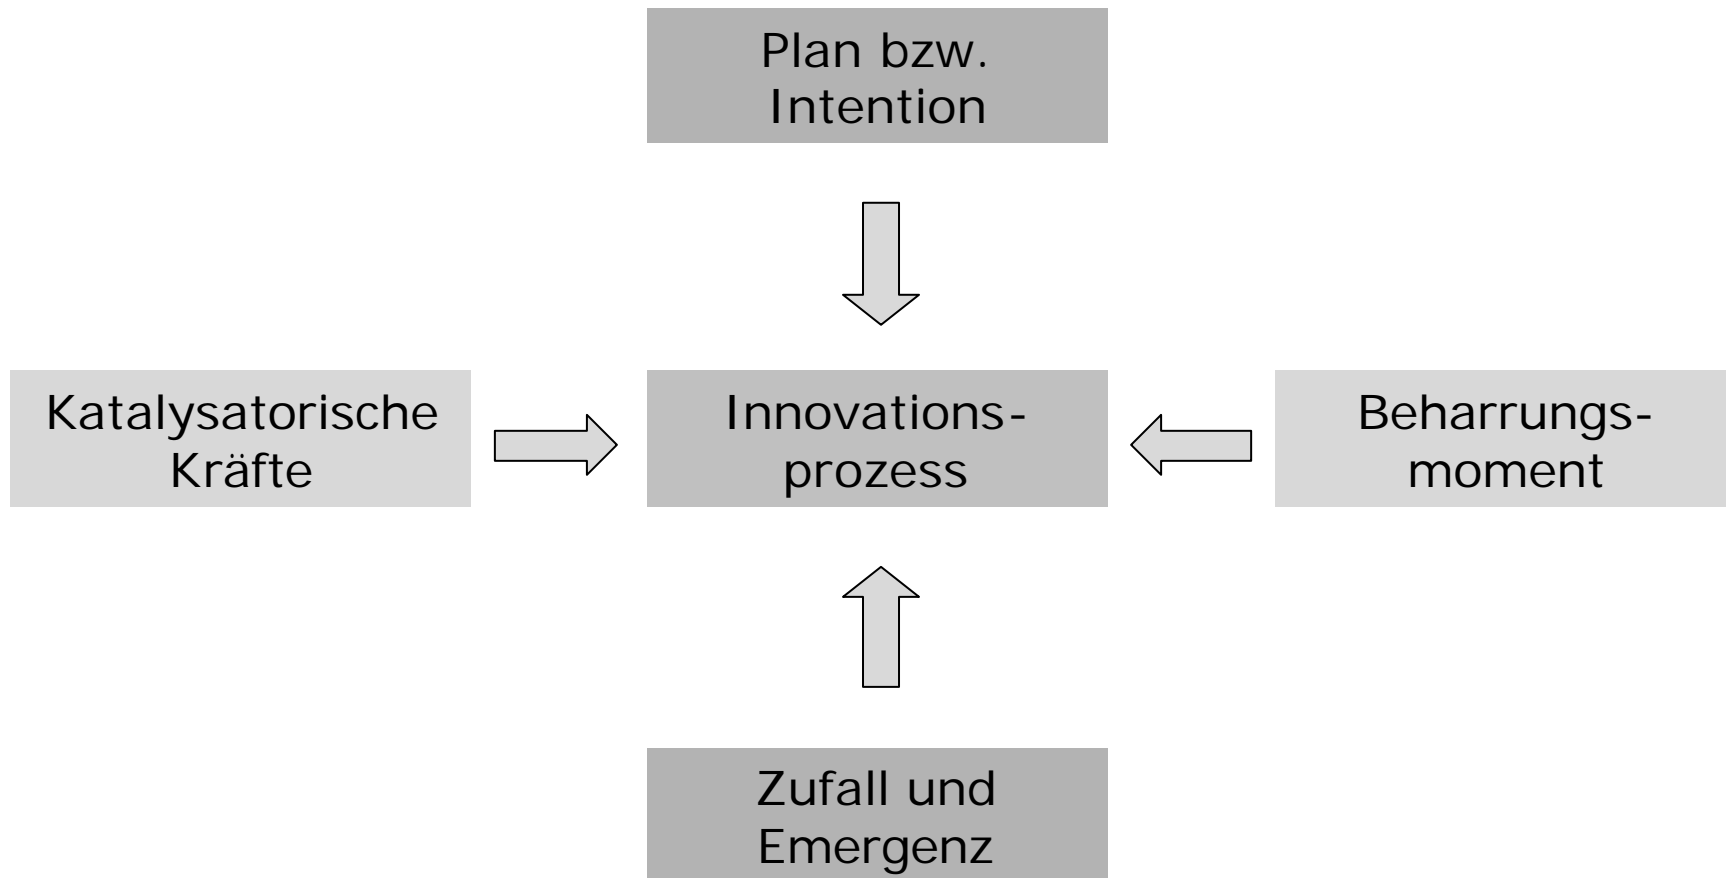 Plan bzw.
Intention
Katalysatorische
Kräfte
Innovations-
prozess
Beharrungs-
moment
Zufall und
Emergenz